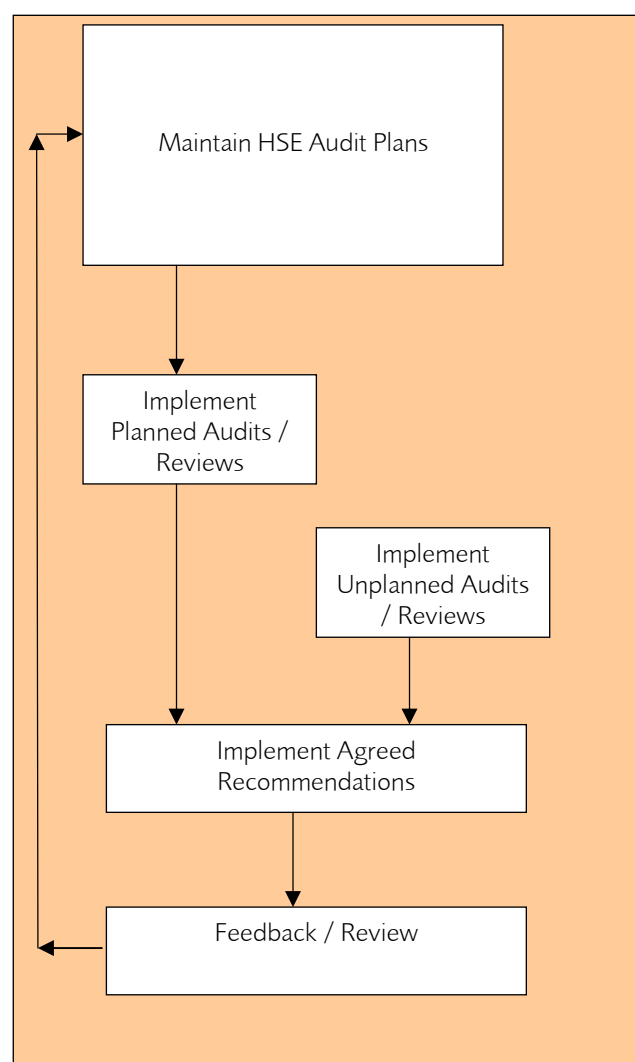 Maintain HSE Audit Plans
Implement
Planned Audits /
Reviews
Implement
Unplanned Audits
/ Reviews
Implement Agreed
Recommendations
Feedback / Review